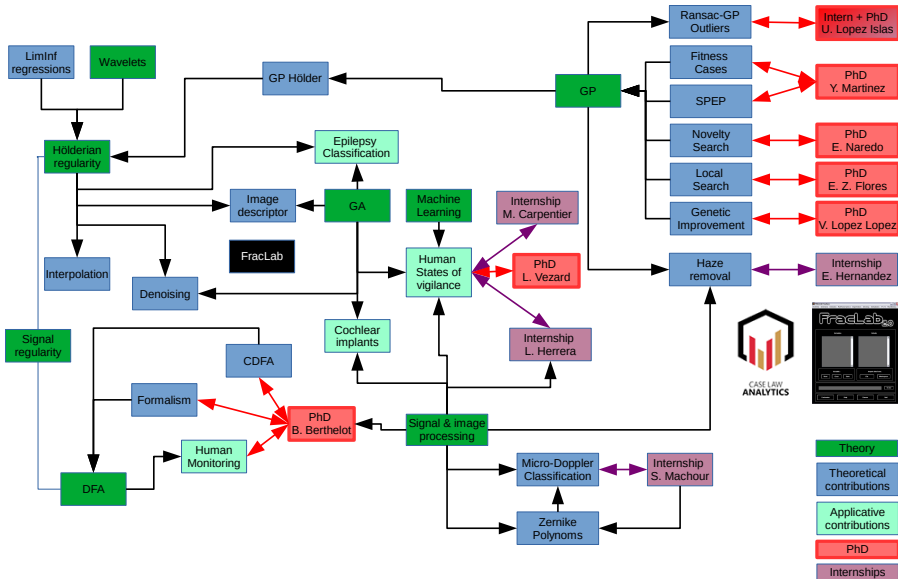 Ransac-GP
Outliers
Intern + PhD
U. Lopez Islas
LimInf
regressions
Wavelets
GP Hölder
GP
Fitness
Cases
PhD
Y. Martinez
SPEP
Hölderian
regularity
Epilepsy
Classification
Novelty
Search
PhD
E. Naredo
Image
descriptor
GA
Machine
Learning
Internship
M. Carpentier
Local
Search
PhD
E. Z. Flores
Genetic
Improvement
PhD
V. Lopez Lopez
FracLab
Interpolation
Denoising
Human
States of
vigilance
PhD
L. Vezard
Haze
removal
Internship
E. Hernandez
Signal
regularity
Cochlear
implants
Internship
L. Herrera
FracLab
2.0
CASE LAW
ANALYTICS
CDFA
Formalism
PhD
B. Berthelot
Signal & image
processing
Human
Monitoring
DFA
Micro-Doppler
Classification
Internship
S. Machour
Zernike
Polynoms
Theory
Theoretical
contributions
Applicative
contributions
PhD
Internships